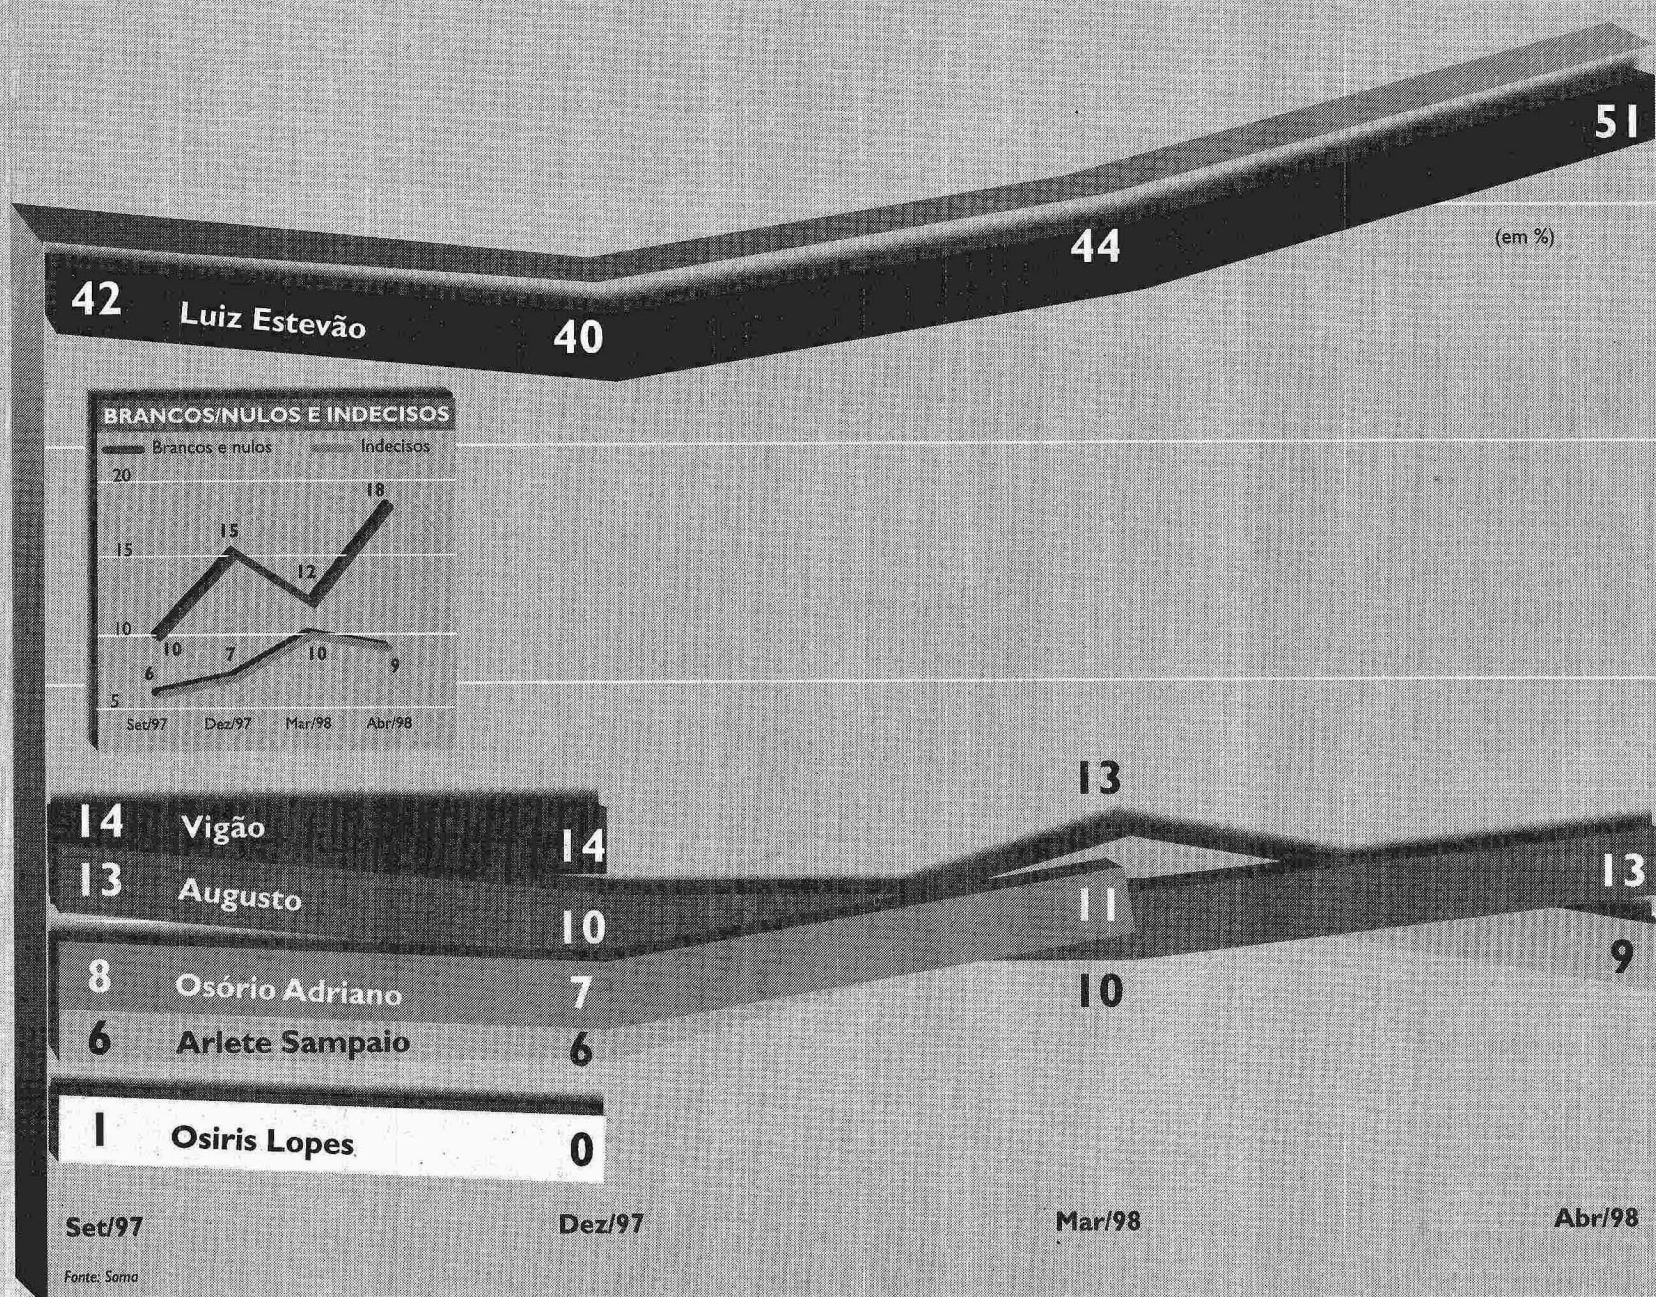 51
(em %)
44
42 Luiz Estevão 40
BRANCOS/NULOS E INDECISOS
Brancos e nulos Indecisos
20
18
15
15
12
10
10
7
10
6
9
5
Set/97 Dez/97 Mar/98 Abr/98
13
14 Vigão 14
13 Augusto 10
11
13
8 Osório Adriano 7
10
9
6 Arlete Sampaio 6
1 Osiris Lopes 0
Set/97 Dez/97 Mar/98 Abr/98
Fonte: Soma